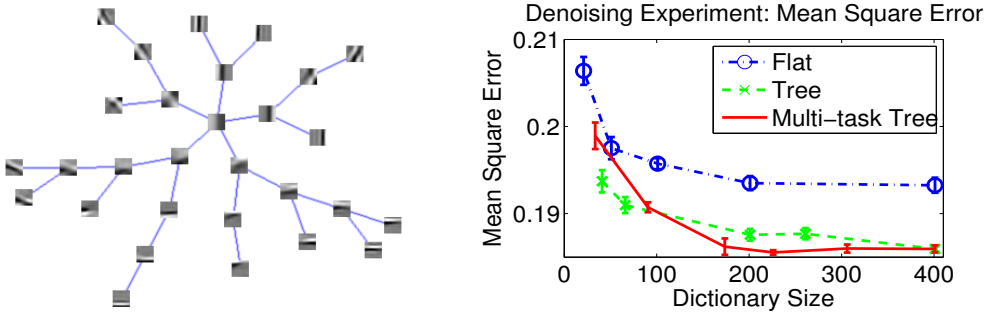 Denoising Experiment: Mean Square Error
0.21
0.2
0.19
Mean Square Error
Flat
Tree
Multi−task Tree
0 100 200 300 400
Dictionary Size